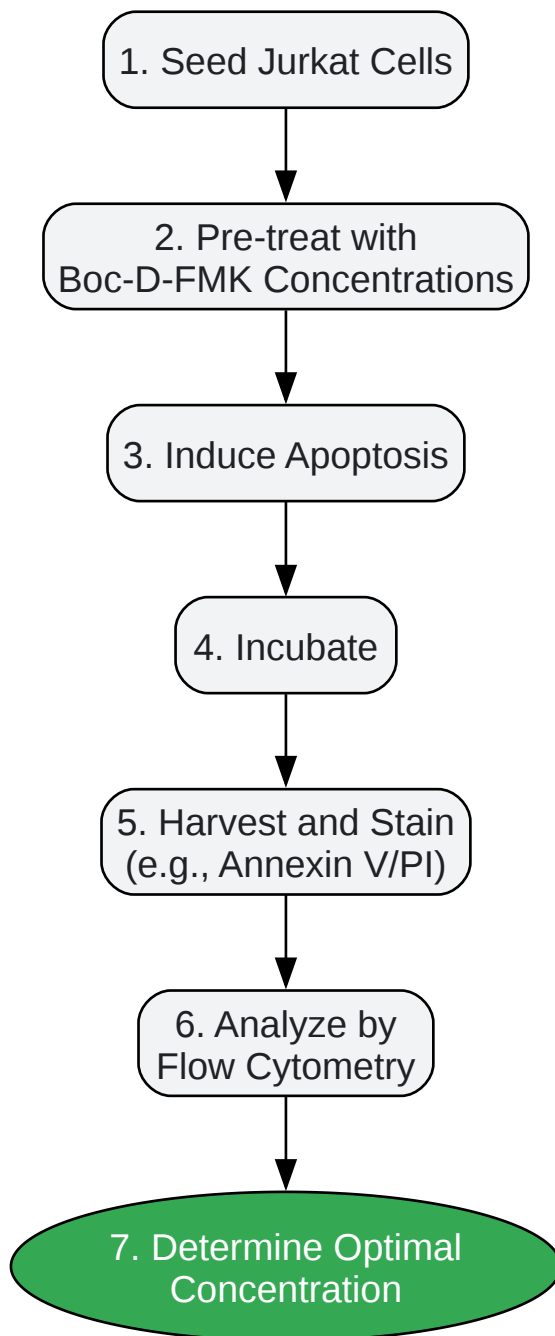 1. Seed Jurkat Cells
2. Pre-treat with
Boc-D-FMK Concentrations
3. Induce Apoptosis
4. Incubate
5. Harvest and Stain
(e.g., Annexin V/PI)
6. Analyze by
Flow Cytometry
7. Determine Optimal
Concentration